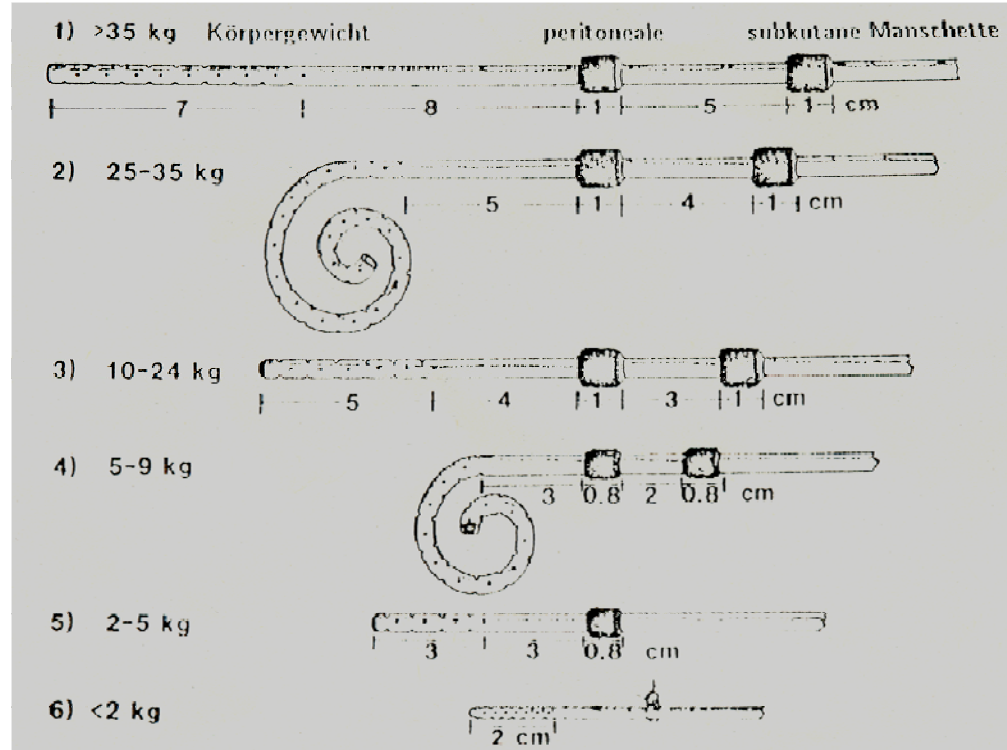 1) >35 kg Körpergewicht peritoneale subkutane Manschette
7 8 1 5 1 cm
2) 25-35 kg
5 1 4 1 cm
3) 10-24 kg
5 4 1 3 1 cm
4) 5-9 kg
3 0.8 2 0.8 cm
5) 2-5 kg
3 3 0.8 cm
6) <2 kg
2 cm